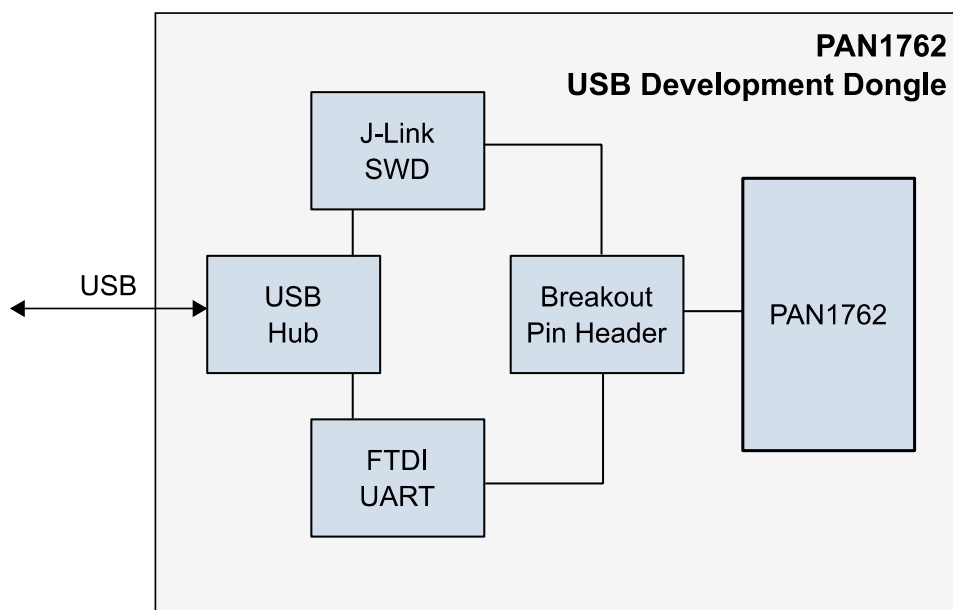 PAN1762
USB Development Dongle
J-Link
SWD
USB
USB
Hub
Breakout
Pin Header
PAN1762
FTDI
UART